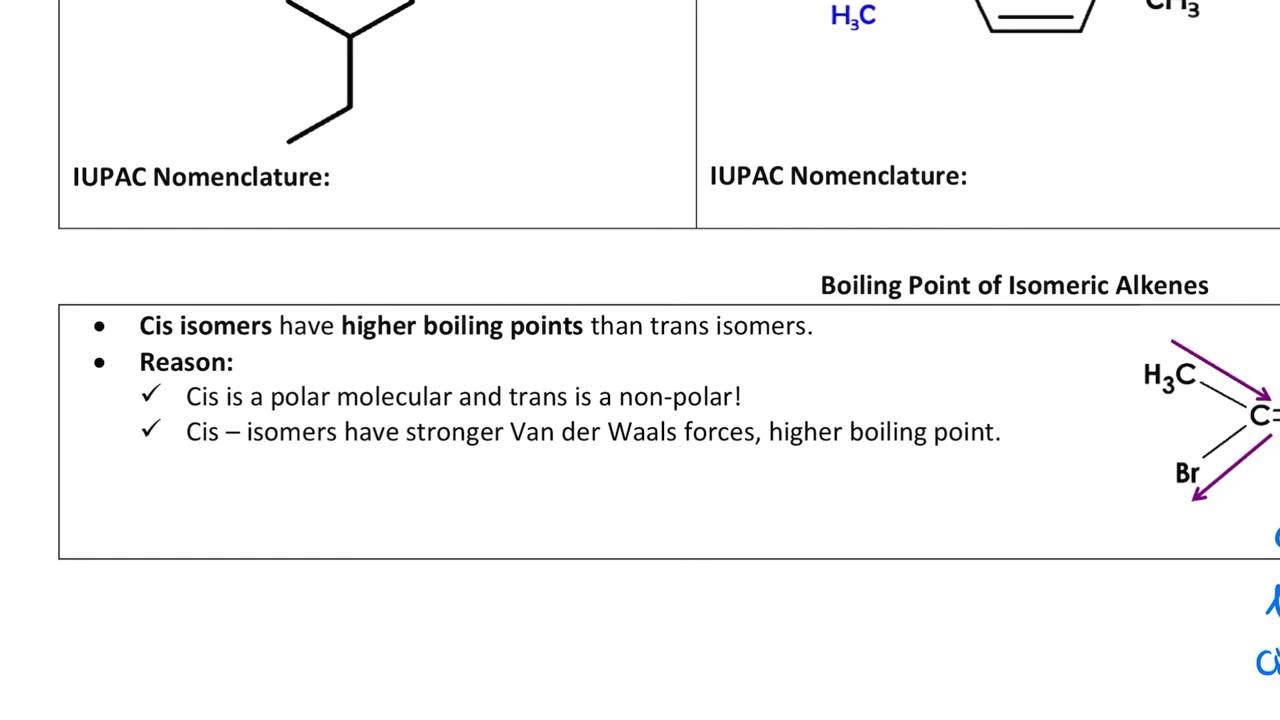 H₃C
CH₃
IUPAC Nomenclature:
IUPAC Nomenclature:
Boiling Point of Isomeric Alkenes
• Cis isomers have higher boiling points than trans isomers.
• Reason:
✓ Cis is a polar molecular and trans is a non-polar!
✓ Cis – isomers have stronger Van der Waals forces, higher boiling point.
H₃C
C=
Br